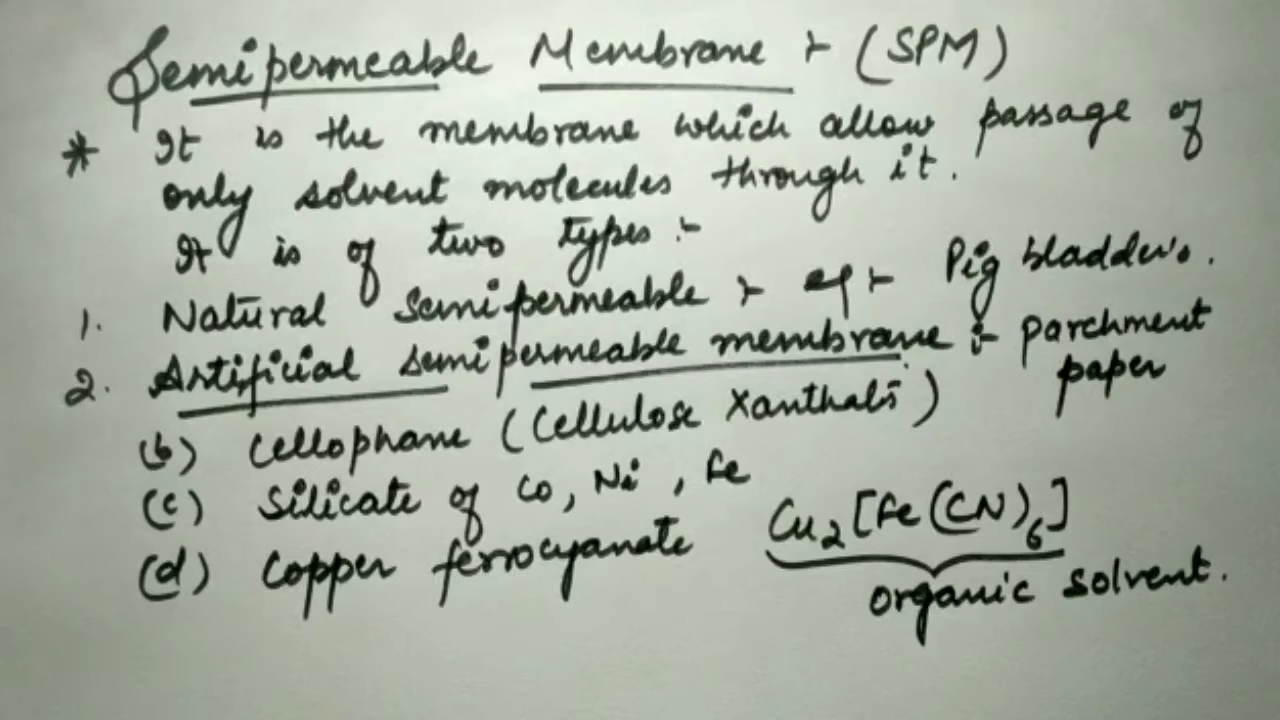 Semipermeable Membrane :- (SPM)
* It is the membrane which allow passage of
only solvent molecules through it.
It is of two types :-
1. Natural semipermeable :- eg :- Pig bladders.
2. Artificial semipermeable membrane :- parchment
paper
(b) Cellophane (Cellulose Xanthats)
(c) Silicate of Co, Ni, Fe
(d) Copper ferrocyanate Cu₂[Fe(CN)₆]
organic solvent.